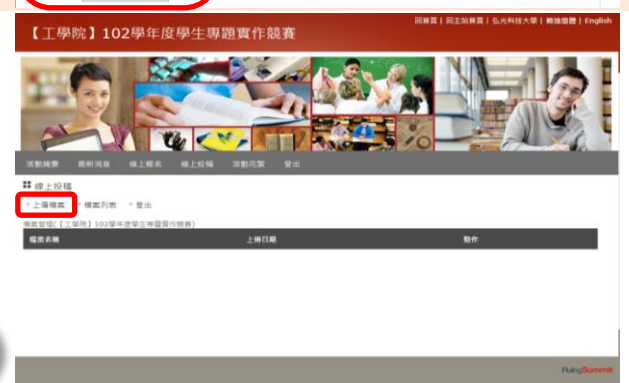 回首頁 | 回主站首頁 | 弘光科技大學 | 轉換簡體 | English
【工學院】102學年度學生專題實作競賽
活動摘要 最新消息 線上報名 線上投稿 活動花絮 登出
線上投稿
上傳檔案 檔案列表 登出
檔案管理(【工學院】102學年度學生專題實作競賽)
檔案名稱 上傳日期 動作
RulingSummit